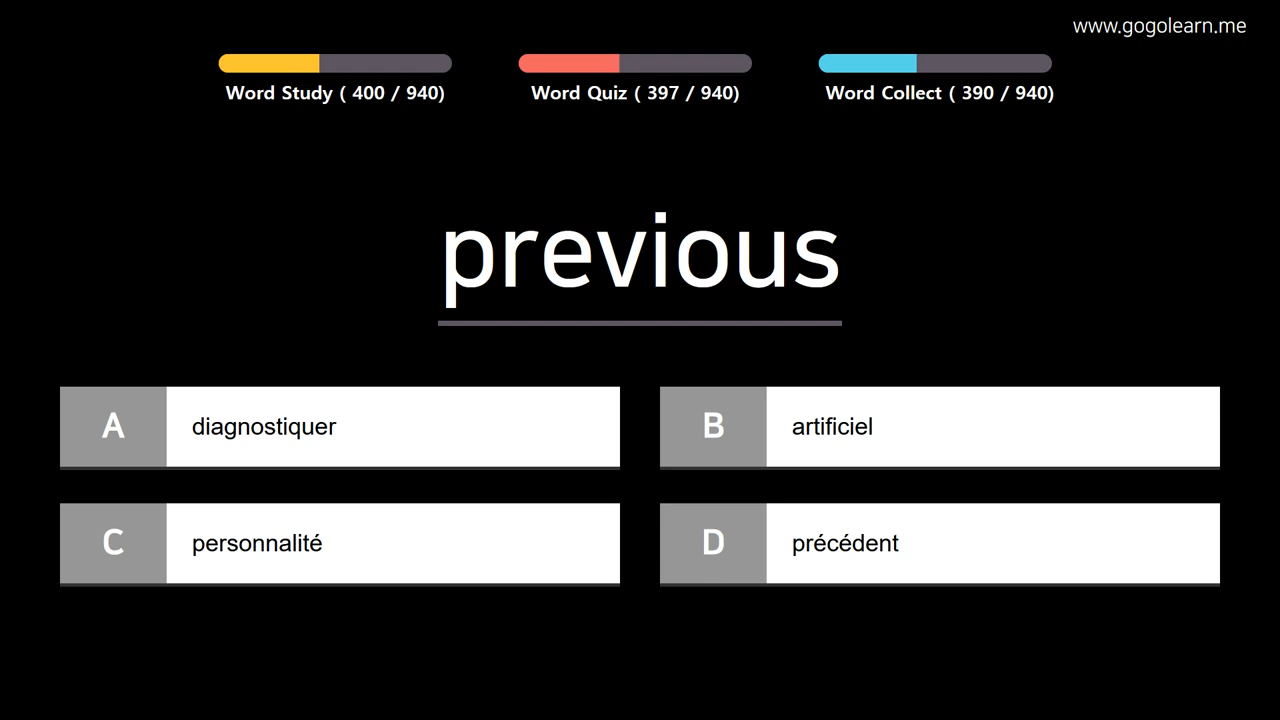 www.gogolearn.me
Word Study ( 400 / 940)
Word Quiz ( 397 / 940)
Word Collect ( 390 / 940)
previous
A diagnostiquer
B artificiel
C personnalité
D précédent